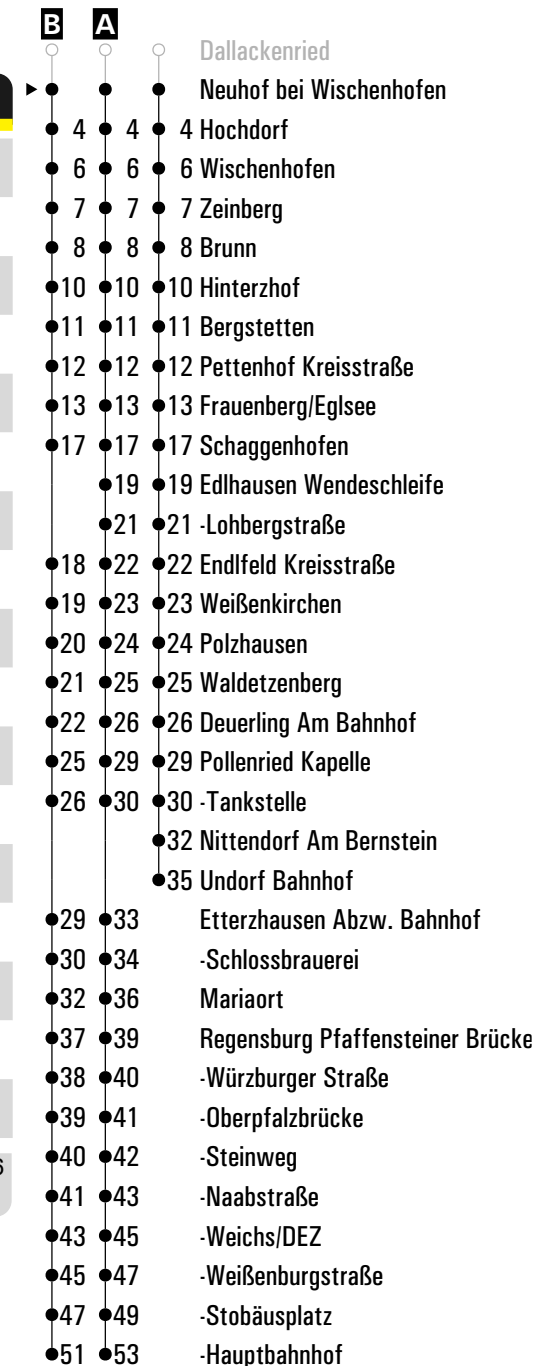 B A
Dallackenried
Neuhof bei Wischenhofen
4 4 4 Hochdorf
6 6 6 Wischenhofen
7 7 7 Zeinberg
8 8 8 Brunn
10 10 10 Hinterzhof
11 11 11 Bergstetten
12 12 12 Pettenhof Kreisstraße
13 13 13 Frauenberg/Eglsee
17 17 17 Schaggenhofen
19 19 Edlhausen Wendeschleife
21 21 -Lohbergstraße
18 22 22 Endlfeld Kreisstraße
19 23 23 Weißenkirchen
20 24 24 Polzhausen
21 25 25 Waldetzenberg
22 26 26 Deuerling Am Bahnhof
25 29 29 Pollenried Kapelle
26 30 30 -Tankstelle
32 Nittendorf Am Bernstein
35 Undorf Bahnhof
29 33 Etterzhausen Abzw. Bahnhof
30 34 -Schlossbrauerei
32 36 Mariaort
37 39 Regensburg Pfaffensteiner Brücke
38 40 -Würzburger Straße
39 41 -Oberpfalzbrücke
40 42 -Steinweg
41 43 -Naabstraße
43 45 -Weichs/DEZ
45 47 -Weißenburgstraße
47 49 -Stobäusplatz
51 53 -Hauptbahnhof